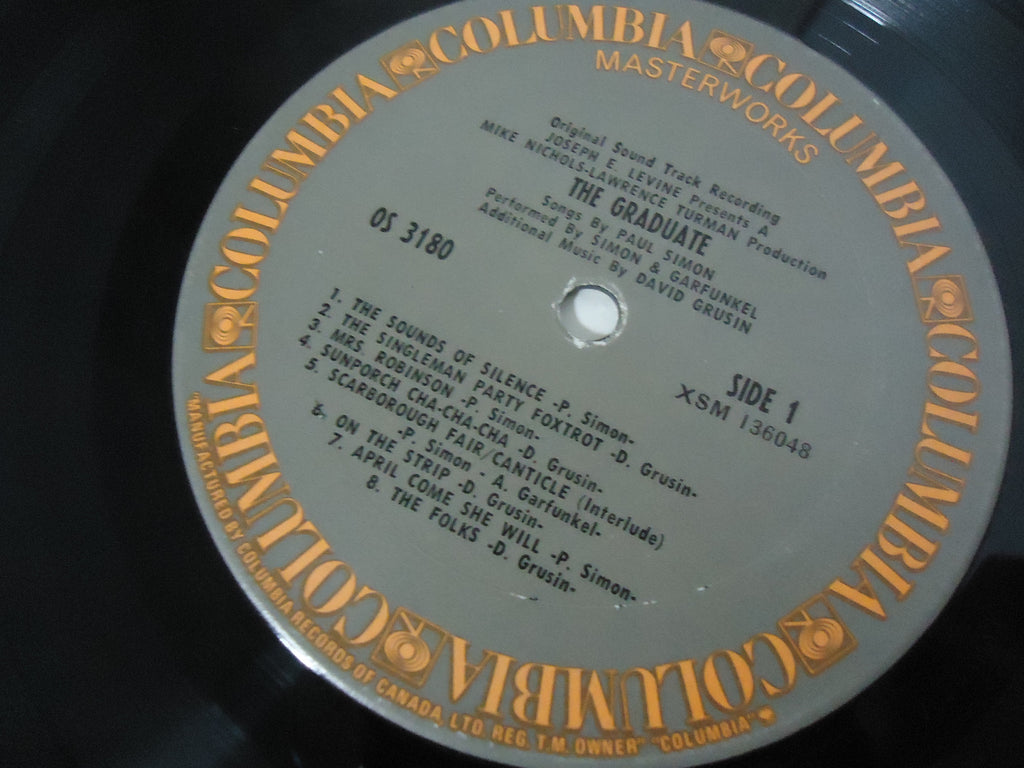 COLUMBIA COLUMBIA COLUMBIA COLUMBIA COLUMBIA COLUMBIA COLUMBIA COLUMBIA COLUMBIA COLUMBIA
MASTERWORKS
Original Sound Track Recording
JOSEPH E. LEVINE Presents A
MIKE NICHOLS-LAWRENCE TURMAN Production
THE GRADUATE
Songs By PAUL SIMON
Performed By SIMON & GARFUNKEL
Additional Music By DAVID GRUSIN
OS 3180
SIDE 1
XSM 136048
1. THE SOUNDS OF SILENCE -P. Simon-
2. THE SINGLEMAN PARTY FOXTROT -D. Grusin-
3. MRS. ROBINSON -P. Simon-
4. SUNPORCH CHA-CHA-CHA -D. Grusin-
5. SCARBOROUGH FAIR/CANTICLE (Interlude)
-P. Simon - A. Garfunkel-
6. ON THE STRIP -D. Grusin-
7. APRIL COME SHE WILL -P. Simon-
8. THE FOLKS -D. Grusin-
"MANUFACTURED BY COLUMBIA RECORDS OF CANADA, LTD. REG. T.M. OWNER" "COLUMBIA"